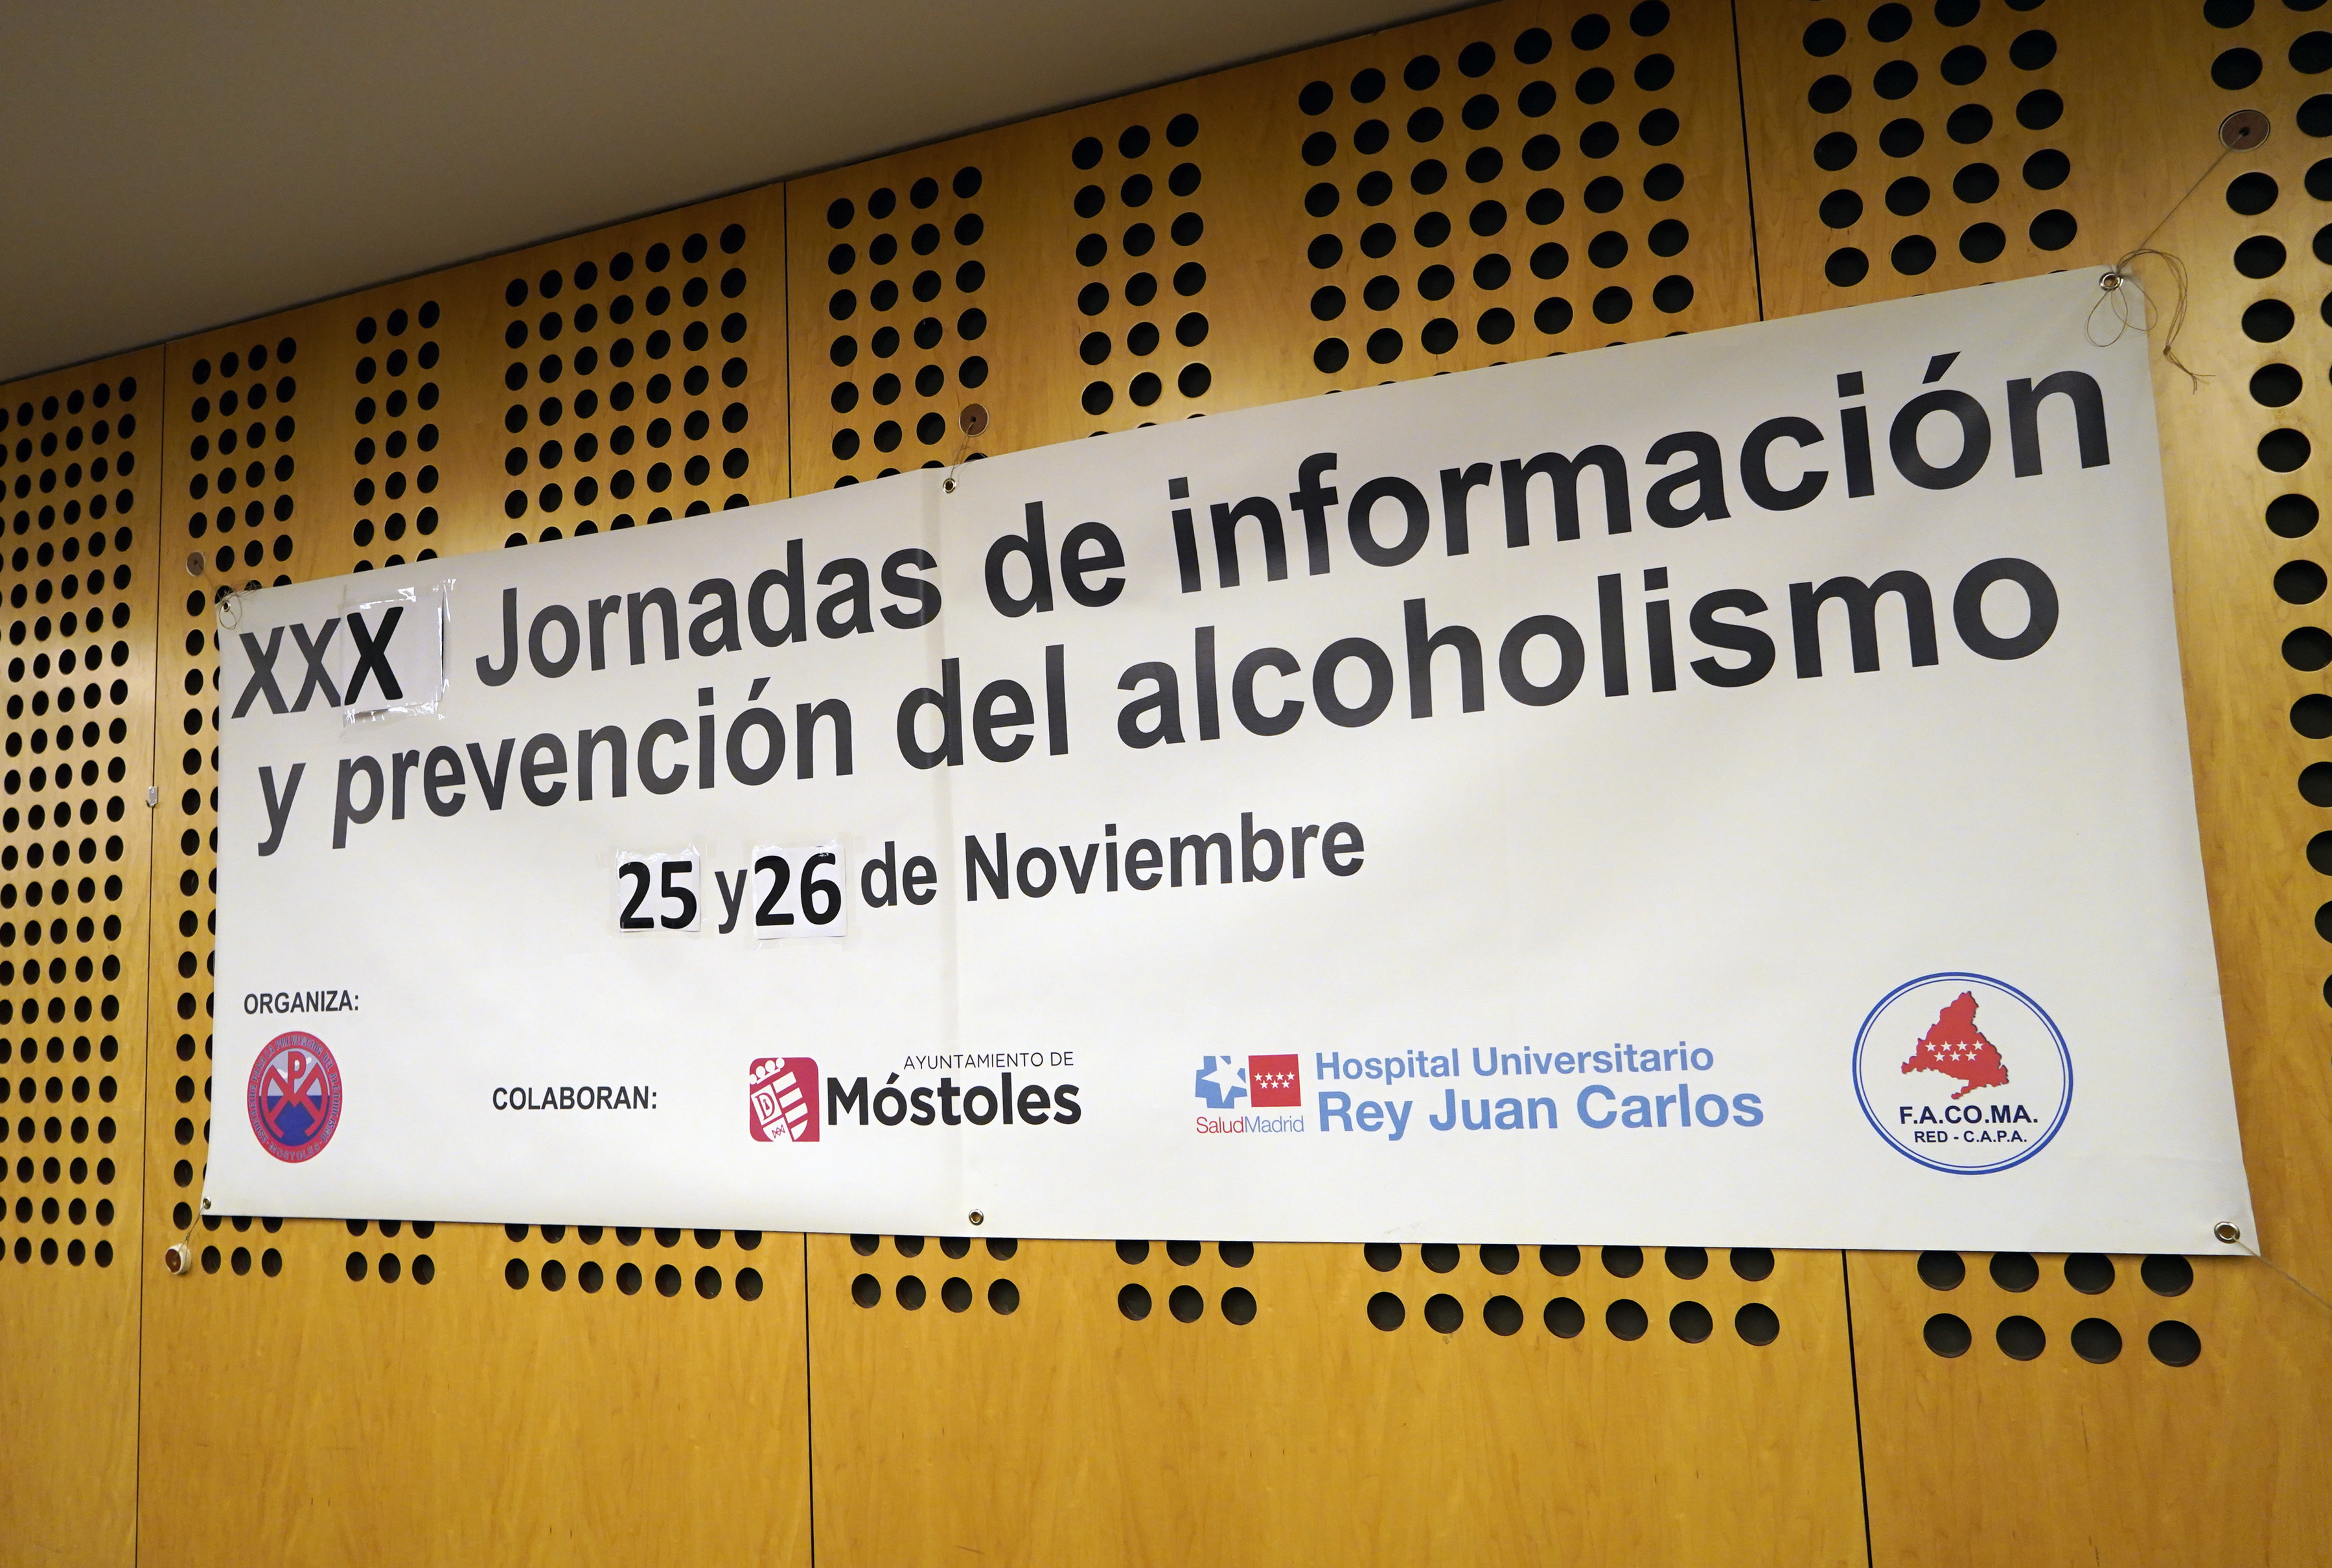 XXX Jornadas de información
y prevención del alcoholismo
25 y 26 de Noviembre
ORGANIZA:
COLABORAN:
AYUNTAMIENTO DE
Móstoles
SaludMadrid
Hospital Universitario
Rey Juan Carlos
F.A.CO.MA.
RED - C.A.P.A.